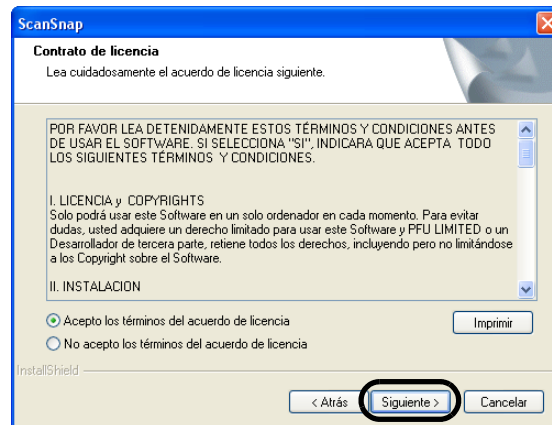 ScanSnap
Contrato de licencia
Lea cuidadosamente el acuerdo de licencia siguiente.
POR FAVOR LEA DETENIDAMENTE ESTOS TÉRMINOS Y CONDICIONES ANTES
DE USAR EL SOFTWARE. SI SELECCIONA "SI", INDICARA QUE ACEPTA  TODO
LOS SIGUIENTES TÉRMINOS  Y CONDICIONES.
I. LICENCIA y  COPYRIGHTS
Solo podrá usar este Software en un solo ordenador en cada momento. Para evitar
dudas, usted adquiere un derecho limitado para usar este Software y PFU LIMITED o un
Desarrollador de tercera parte, retiene todos los derechos, incluyendo pero no limitándose
a los Copyright sobre el Software.
II. INSTALACION
Acepto los términos del acuerdo de licencia
Imprimir
No acepto los términos del acuerdo de licencia
InstallShield
< Atrás
Siguiente >
Cancelar